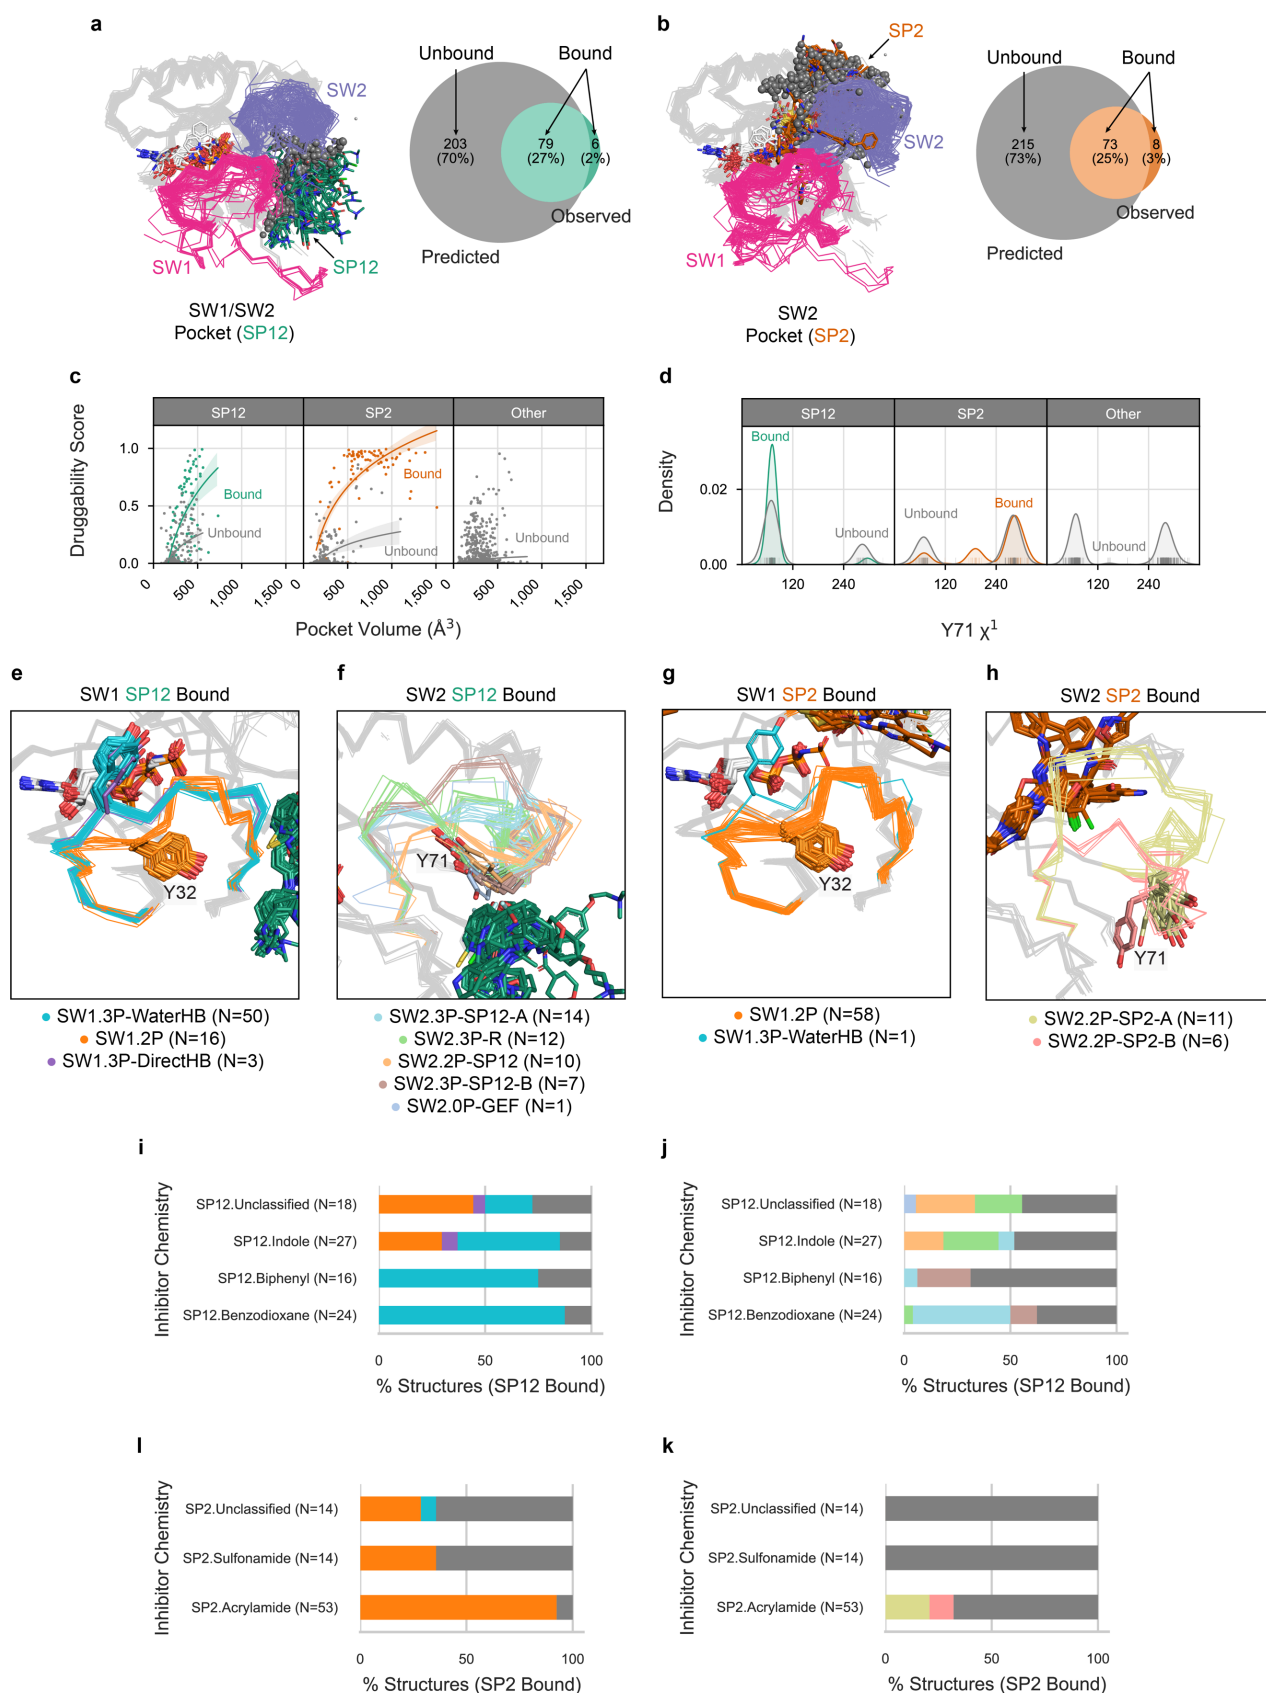 a
SW2
SW1
SP12
SW1/SW2
Pocket (SP12)
Unbound
Bound
203
(70%)
79
(27%)
6
(2%)
Observed
Predicted
b
SP2
SW2
SW1
SW2
Pocket (SP2)
Unbound
Bound
215
(73%)
73
(25%)
8
(3%)
Observed
Predicted
c
SP12
SP2
Other
Druggability Score
1.0
0.5
0.0
Bound
Unbound
Bound
Unbound
Unbound
0
500
1,000
1,500
0
500
1,000
1,500
0
500
1,000
1,500
Pocket Volume (Å³)
d
SP12
SP2
Other
Density
0.02
0.00
Bound
Unbound
Unbound
Bound
Unbound
120
240
120
240
120
240
Y71 χ¹
e
SW1 SP12 Bound
Y32
SW1.3P-WaterHB (N=50)
SW1.2P (N=16)
SW1.3P-DirectHB (N=3)
f
SW2 SP12 Bound
Y71
SW2.3P-SP12-A (N=14)
SW2.3P-R (N=12)
SW2.2P-SP12 (N=10)
SW2.3P-SP12-B (N=7)
SW2.0P-GEF (N=1)
g
SW1 SP2 Bound
Y32
SW1.2P (N=58)
SW1.3P-WaterHB (N=1)
h
SW2 SP2 Bound
Y71
SW2.2P-SP2-A (N=11)
SW2.2P-SP2-B (N=6)
i
Inhibitor Chemistry
SP12.Unclassified (N=18)
SP12.Indole (N=27)
SP12.Biphenyl (N=16)
SP12.Benzodioxane (N=24)
0
50
100
% Structures (SP12 Bound)
j
Inhibitor Chemistry
SP12.Unclassified (N=18)
SP12.Indole (N=27)
SP12.Biphenyl (N=16)
SP12.Benzodioxane (N=24)
0
50
100
% Structures (SP12 Bound)
l
Inhibitor Chemistry
SP2.Unclassified (N=14)
SP2.Sulfonamide (N=14)
SP2.Acrylamide (N=53)
0
50
100
% Structures (SP2 Bound)
k
Inhibitor Chemistry
SP2.Unclassified (N=14)
SP2.Sulfonamide (N=14)
SP2.Acrylamide (N=53)
0
50
100
% Structures (SP2 Bound)